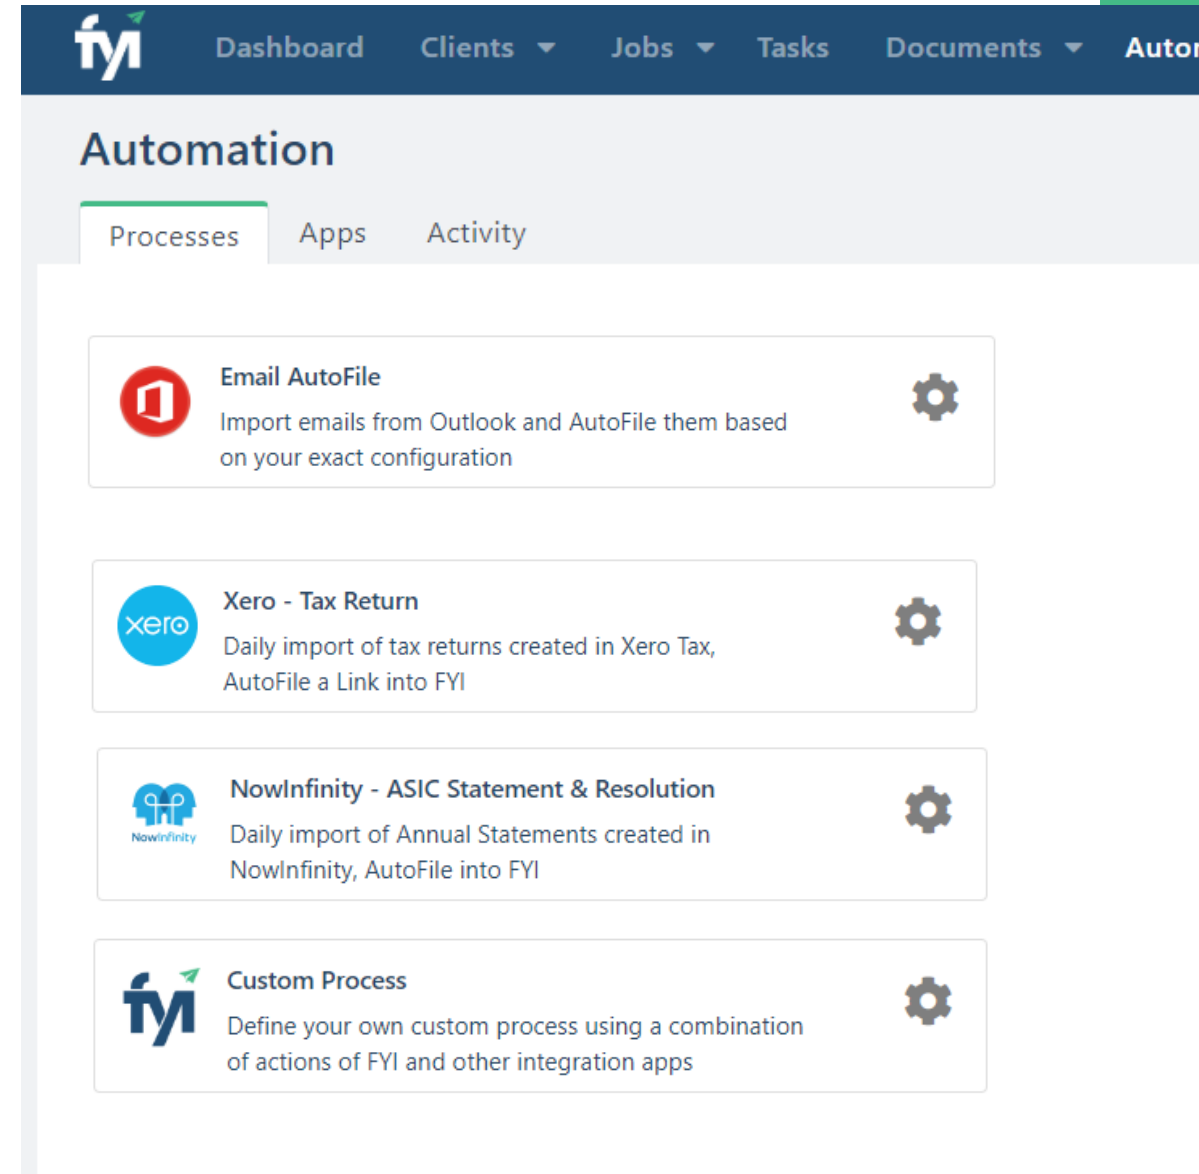 fyi Dashboard Clients Jobs Tasks Documents
Automation
Processes Apps Activity
Email AutoFile
Import emails from Outlook and AutoFile them based
on your exact configuration
xero
Xero - Tax Return
Daily import of tax returns created in Xero Tax,
AutoFile a Link into FYI
NowInfinity
NowInfinity - ASIC Statement & Resolution
Daily import of Annual Statements created in
NowInfinity, AutoFile into FYI
fyi
Custom Process
Define your own custom process using a combination
of actions of FYI and other integration apps